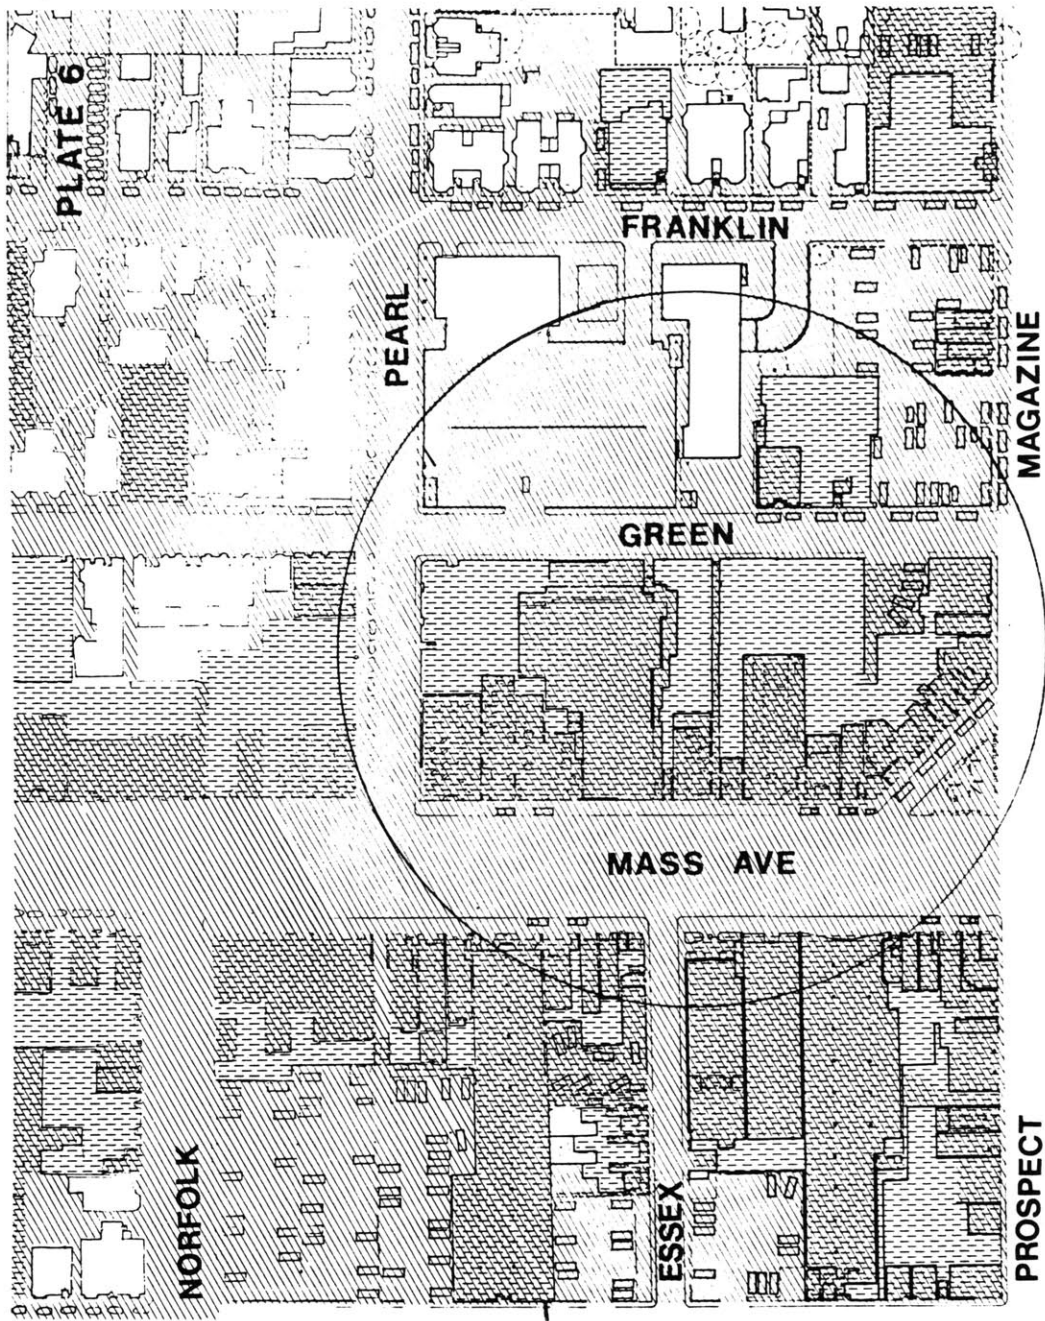 PLATE 6
FRANKLIN
PEARL
MAGAZINE
GREEN
MASS AVE
NORFOLK
ESSEX
PROSPECT